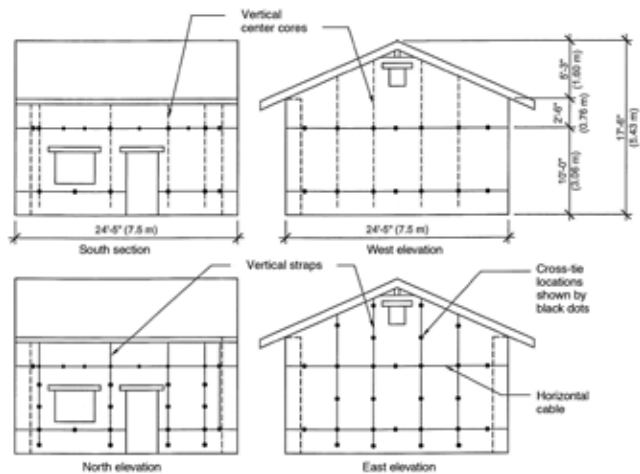 Vertical
center cores
5'-3"
(1.60 m)
2'-6"
(0.76 m)
17'-6"
(5.43 m)
10'-0"
(3.06 m)
24'-5" (7.5 m)
South section
24'-5" (7.5 m)
West elevation
Vertical straps
Cross-tie
locations
shown by
black dots
Horizontal
cable
North elevation
East elevation